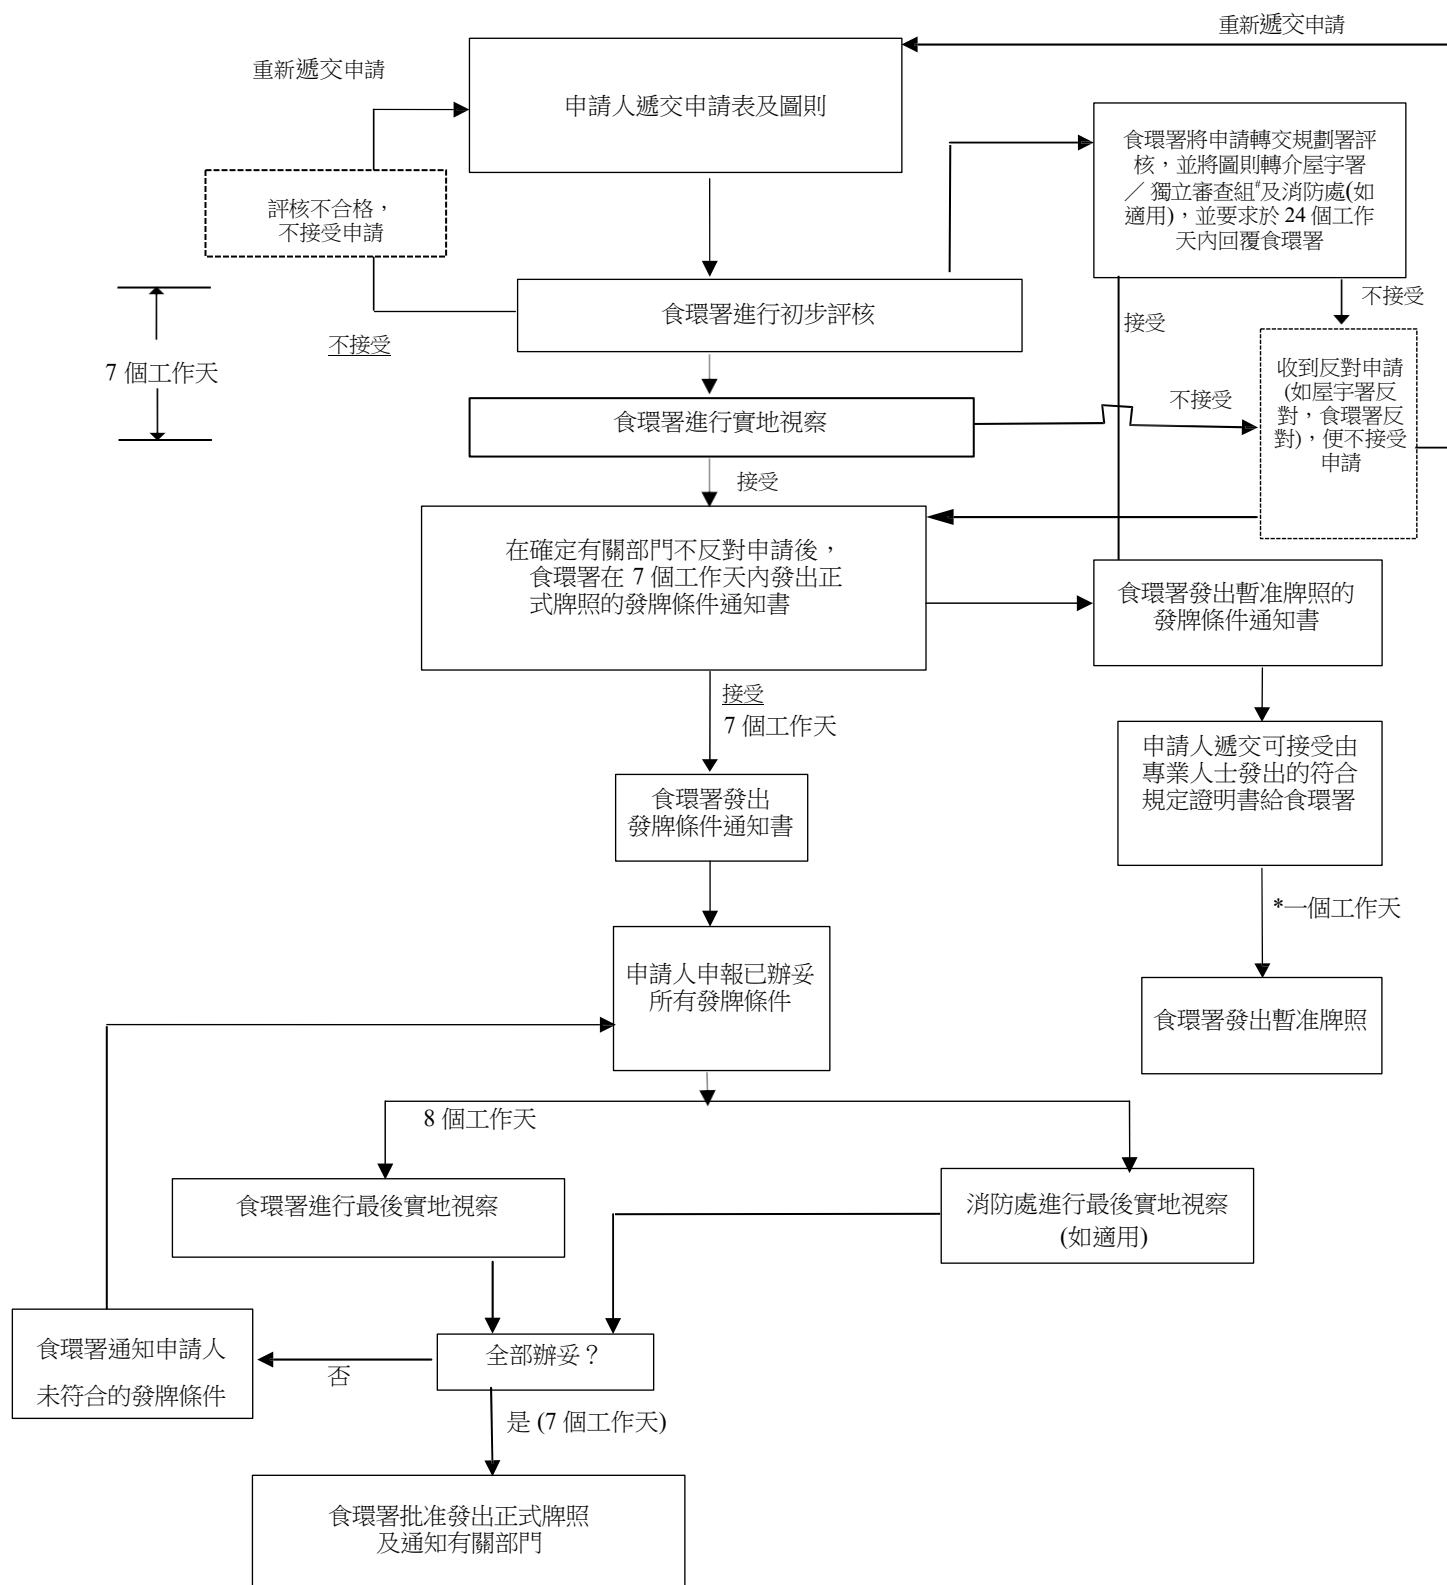 重新遞交申請
重新遞交申請
申請人遞交申請表及圖則
食環署將申請轉交規劃署評
核，並將圖則轉介屋宇署
／ 獨立審查組#及消防處(如
適用)，並要求於 24 個工作
天內回覆食環署
評核不合格，
不接受申請
食環署進行初步評核
不接受
不接受
接受
7 個工作天
收到反對申請
(如屋宇署反
對，食環署反
對)，便不接受
申請
食環署進行實地視察
不接受
接受
在確定有關部門不反對申請後，
食環署在 7 個工作天內發出正
式牌照的發牌條件通知書
食環署發出暫准牌照的
發牌條件通知書
接受
7 個工作天
申請人遞交可接受由
專業人士發出的符合
規定證明書給食環署
食環署發出
發牌條件通知書
*一個工作天
申請人申報已辦妥
所有發牌條件
食環署發出暫准牌照
8 個工作天
食環署進行最後實地視察
消防處進行最後實地視察
(如適用)
食環署通知申請人
未符合的發牌條件
全部辦妥？
否
是 (7 個工作天)
食環署批准發出正式牌照
及通知有關部門